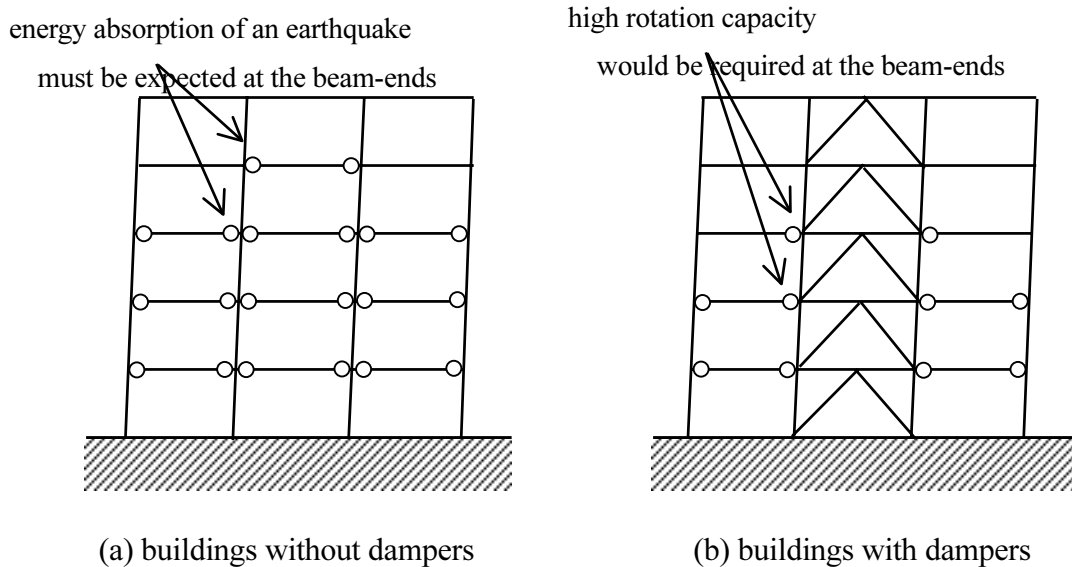 energy absorption of an earthquake
must be expected at the beam-ends
high rotation capacity
would be required at the beam-ends
(a) buildings without dampers
(b) buildings with dampers